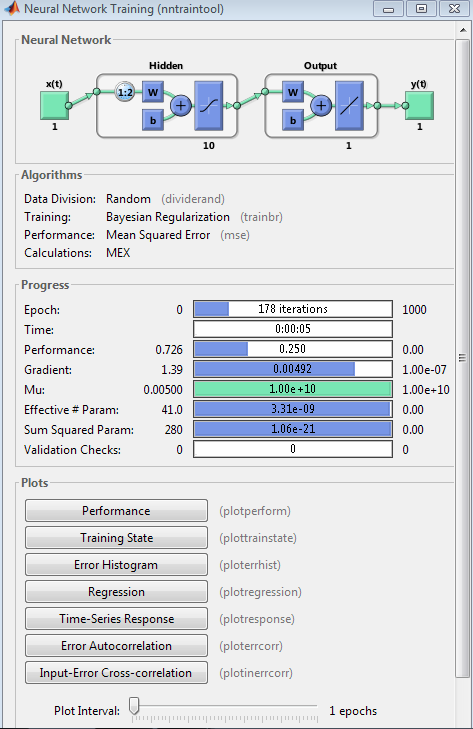 Neural Network Training (nntraintool)
Neural Network
Hidden Output
x(t) 1:2 W b W b y(t)
1 10 1 1
Algorithms
Data Division: Random (dividerand)
Training: Bayesian Regularization (trainbr)
Performance: Mean Squared Error (mse)
Calculations: MEX
Progress
Epoch: 0 178 iterations 1000
Time: 0:00:05
Performance: 0.726 0.250 0.00
Gradient: 1.39 0.00492 1.00e-07
Mu: 0.00500 1.00e+10 1.00e+10
Effective # Param: 41.0 3.31e-09 0.00
Sum Squared Param: 280 1.06e-21 0.00
Validation Checks: 0 0 0
Plots
Performance (plotperform)
Training State (plottrainstate)
Error Histogram (ploterrhist)
Regression (plotregression)
Time-Series Response (plotresponse)
Error Autocorrelation (ploterrcorr)
Input-Error Cross-correlation (plotinerrcorr)
Plot Interval: 1 epochs